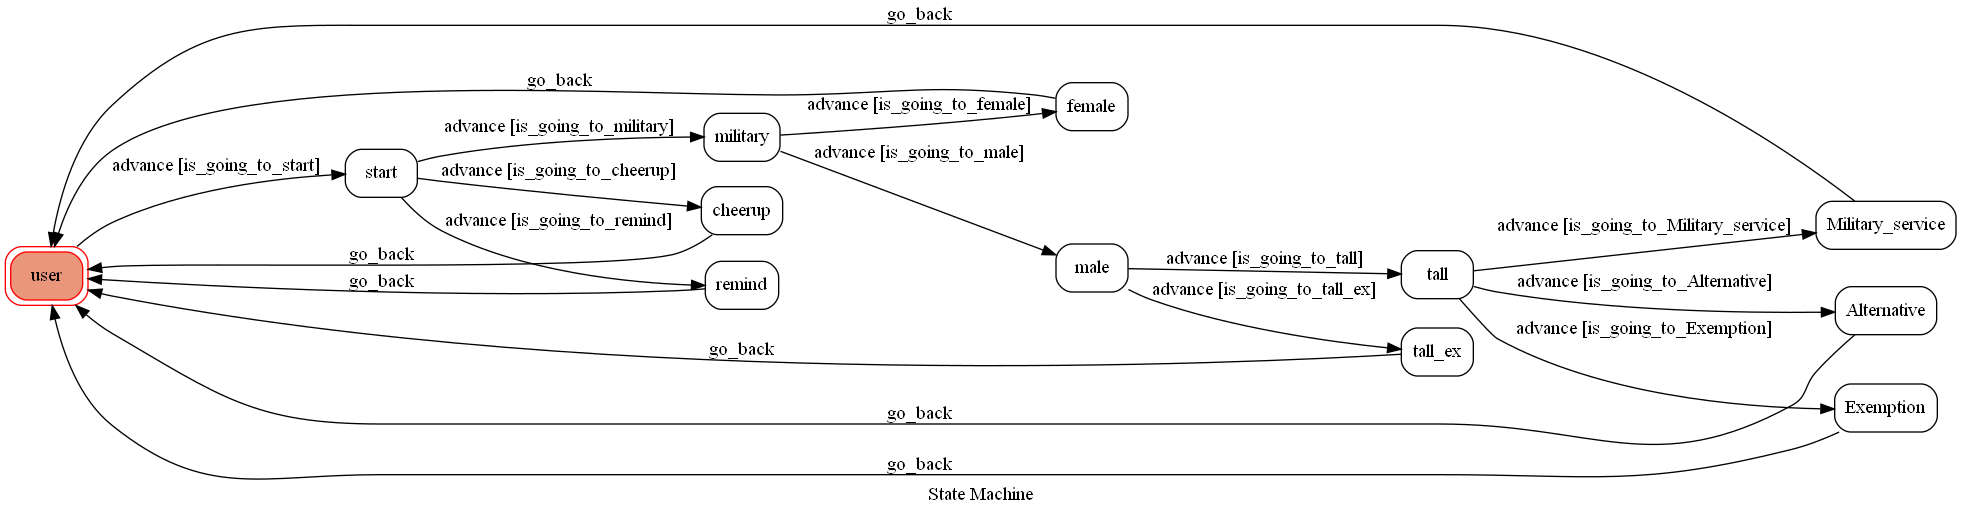 go_back
go_back
female
advance [is_going_to_female]
advance [is_going_to_military]
military
advance [is_going_to_male]
advance [is_going_to_start]
start
advance [is_going_to_cheerup]
cheerup
advance [is_going_to_remind]
advance [is_going_to_Military_service]
Military_service
go_back
advance [is_going_to_tall]
male
tall
user
go_back
remind
advance [is_going_to_tall_ex]
advance [is_going_to_Alternative]
Alternative
advance [is_going_to_Exemption]
go_back
tall_ex
go_back
Exemption
go_back
State Machine